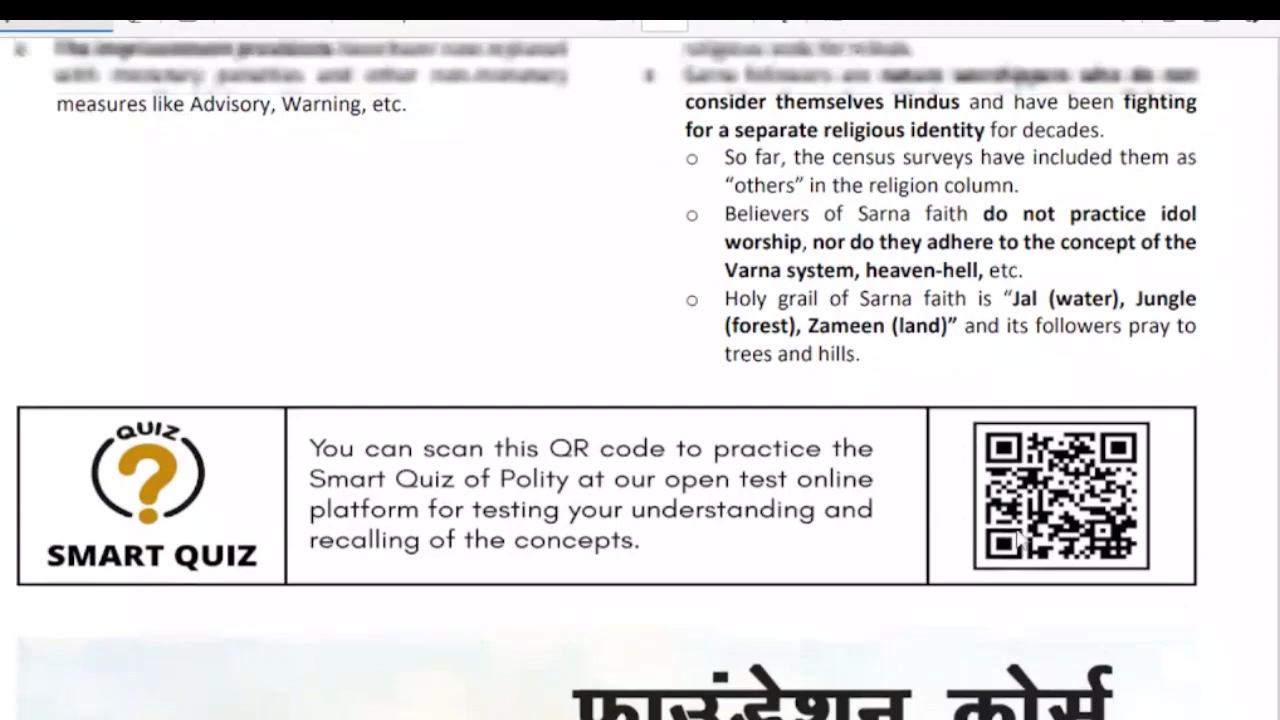 measures like Advisory, Warning, etc.
consider themselves Hindus and have been fighting
for a separate religious identity for decades.
o So far, the census surveys have included them as
“others” in the religion column.
o Believers of Sarna faith do not practice idol
worship, nor do they adhere to the concept of the
Varna system, heaven-hell, etc.
o Holy grail of Sarna faith is “Jal (water), Jungle
(forest), Zameen (land)” and its followers pray to
trees and hills.
QUIZ
?
SMART QUIZ
You can scan this QR code to practice the
Smart Quiz of Polity at our open test online
platform for testing your understanding and
recalling of the concepts.
फाउंडेशन कोर्स